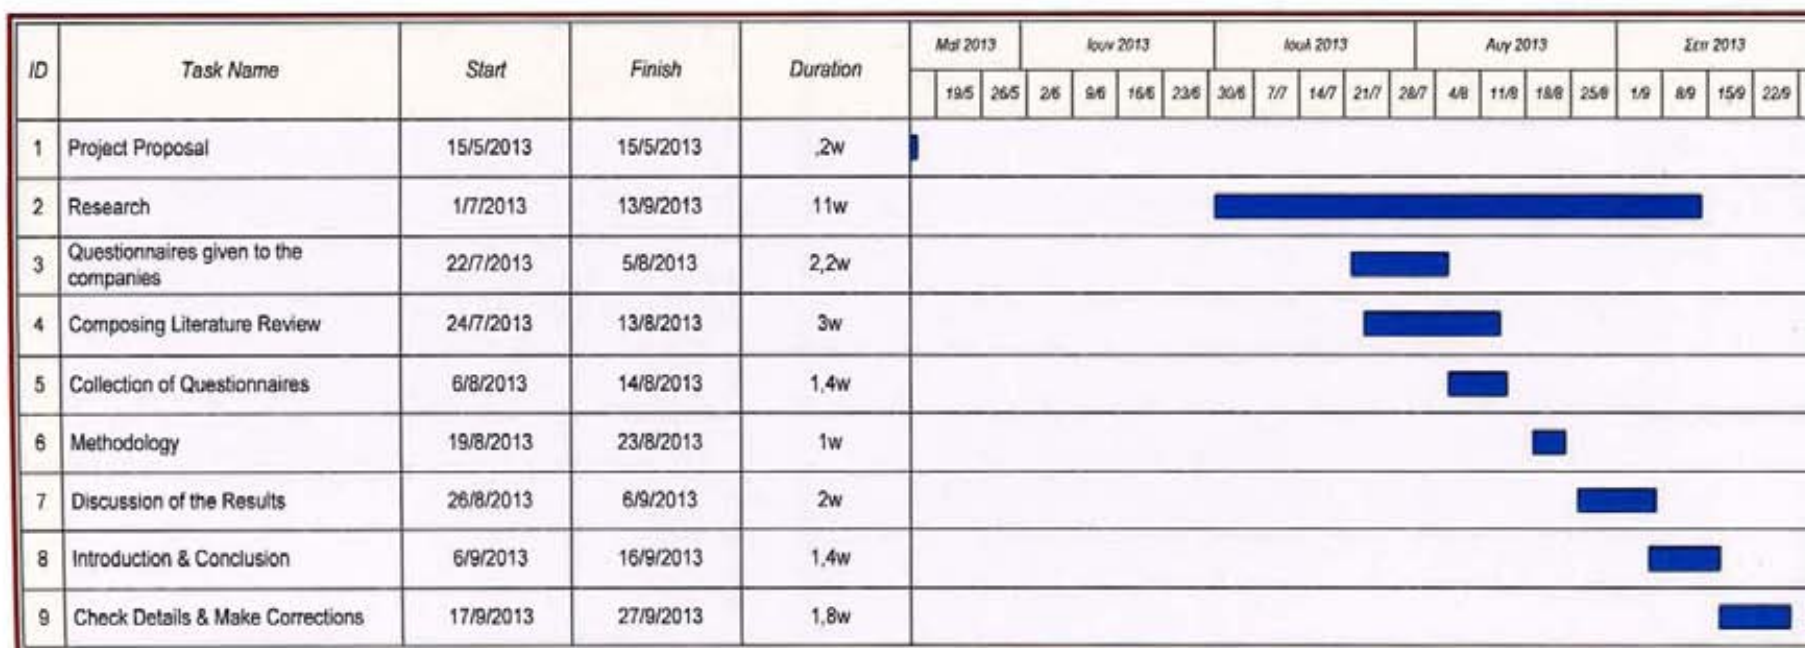 ID Task Name Start Finish Duration Μαϊ 2013 Ιουν 2013 Ιουλ 2013 Αυγ 2013 Σεπ 2013
19/5 26/5 2/6 9/6 16/6 23/6 30/6 7/7 14/7 21/7 28/7 4/8 11/8 18/8 25/8 1/9 8/9 15/9 22/9
1 Project Proposal 15/5/2013 15/5/2013 ,2w
2 Research 1/7/2013 13/9/2013 11w
3 Questionnaires given to the
companies 22/7/2013 5/8/2013 2,2w
4 Composing Literature Review 24/7/2013 13/8/2013 3w
5 Collection of Questionnaires 6/8/2013 14/8/2013 1,4w
6 Methodology 19/8/2013 23/8/2013 1w
7 Discussion of the Results 26/8/2013 6/9/2013 2w
8 Introduction & Conclusion 6/9/2013 16/9/2013 1,4w
9 Check Details & Make Corrections 17/9/2013 27/9/2013 1,8w